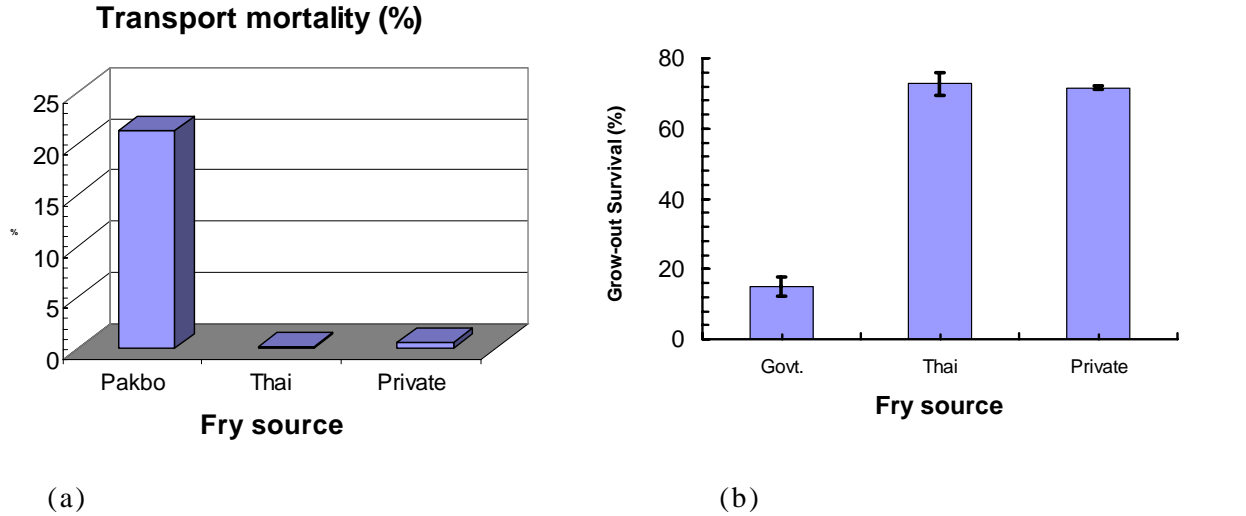 Transport mortality (%)
25
20
15
10
5
0
%
Pakbo Thai Private
Fry source
(a)
80
60
40
20
0
Grow-out Survival (%)
Govt. Thai Private
Fry source
(b)